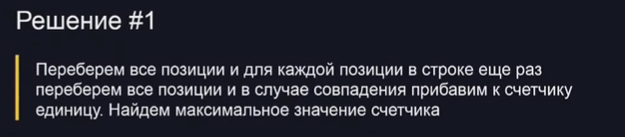 Решение #1
Переберем все позиции и для каждой позиции в строке еще раз
переберем все позиции и в случае совпадения прибавим к счетчику
единицу. Найдем максимальное значение счетчика